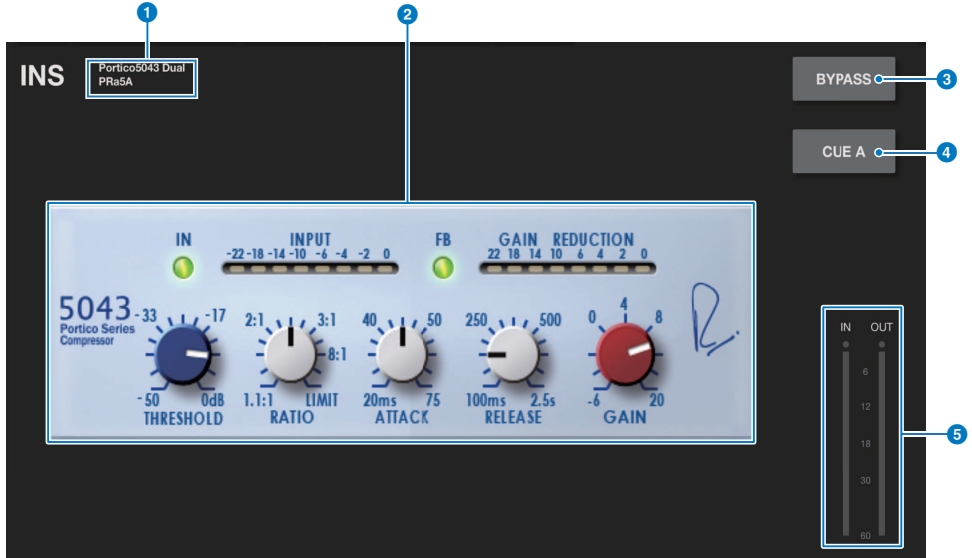 1
2
INS
Portico5043 Dual
PRa5A
BYPASS 3
CUE A 4
IN INPUT FB GAIN REDUCTION
-22 -18 -14 -10 -6 -4 -2 0 22 18 14 10 6 4 2 0
5043
Portico Series
Compressor
-33 -17 2:1 3:1 40 50 250 500 0 4 8
8:1
-50 0dB 1.1:1 LIMIT 20ms 75 100ms 2.5s -6 20
THRESHOLD RATIO ATTACK RELEASE GAIN
IN OUT
6
12
18
30
60
5